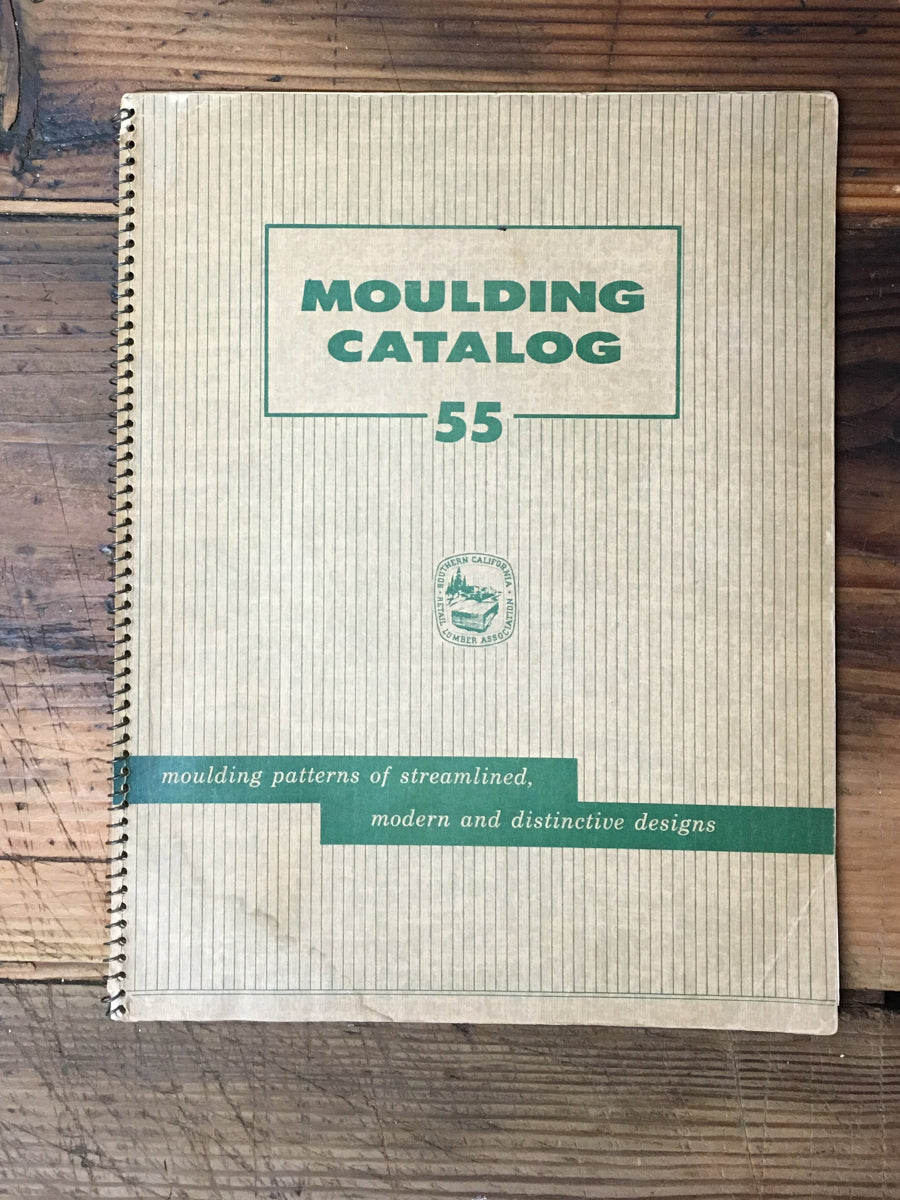 MOULDING
CATALOG
55
SOUTHERN CALIFORNIA
• RETAIL LUMBER ASSOCIATION •
moulding patterns of streamlined,
modern and distinctive designs